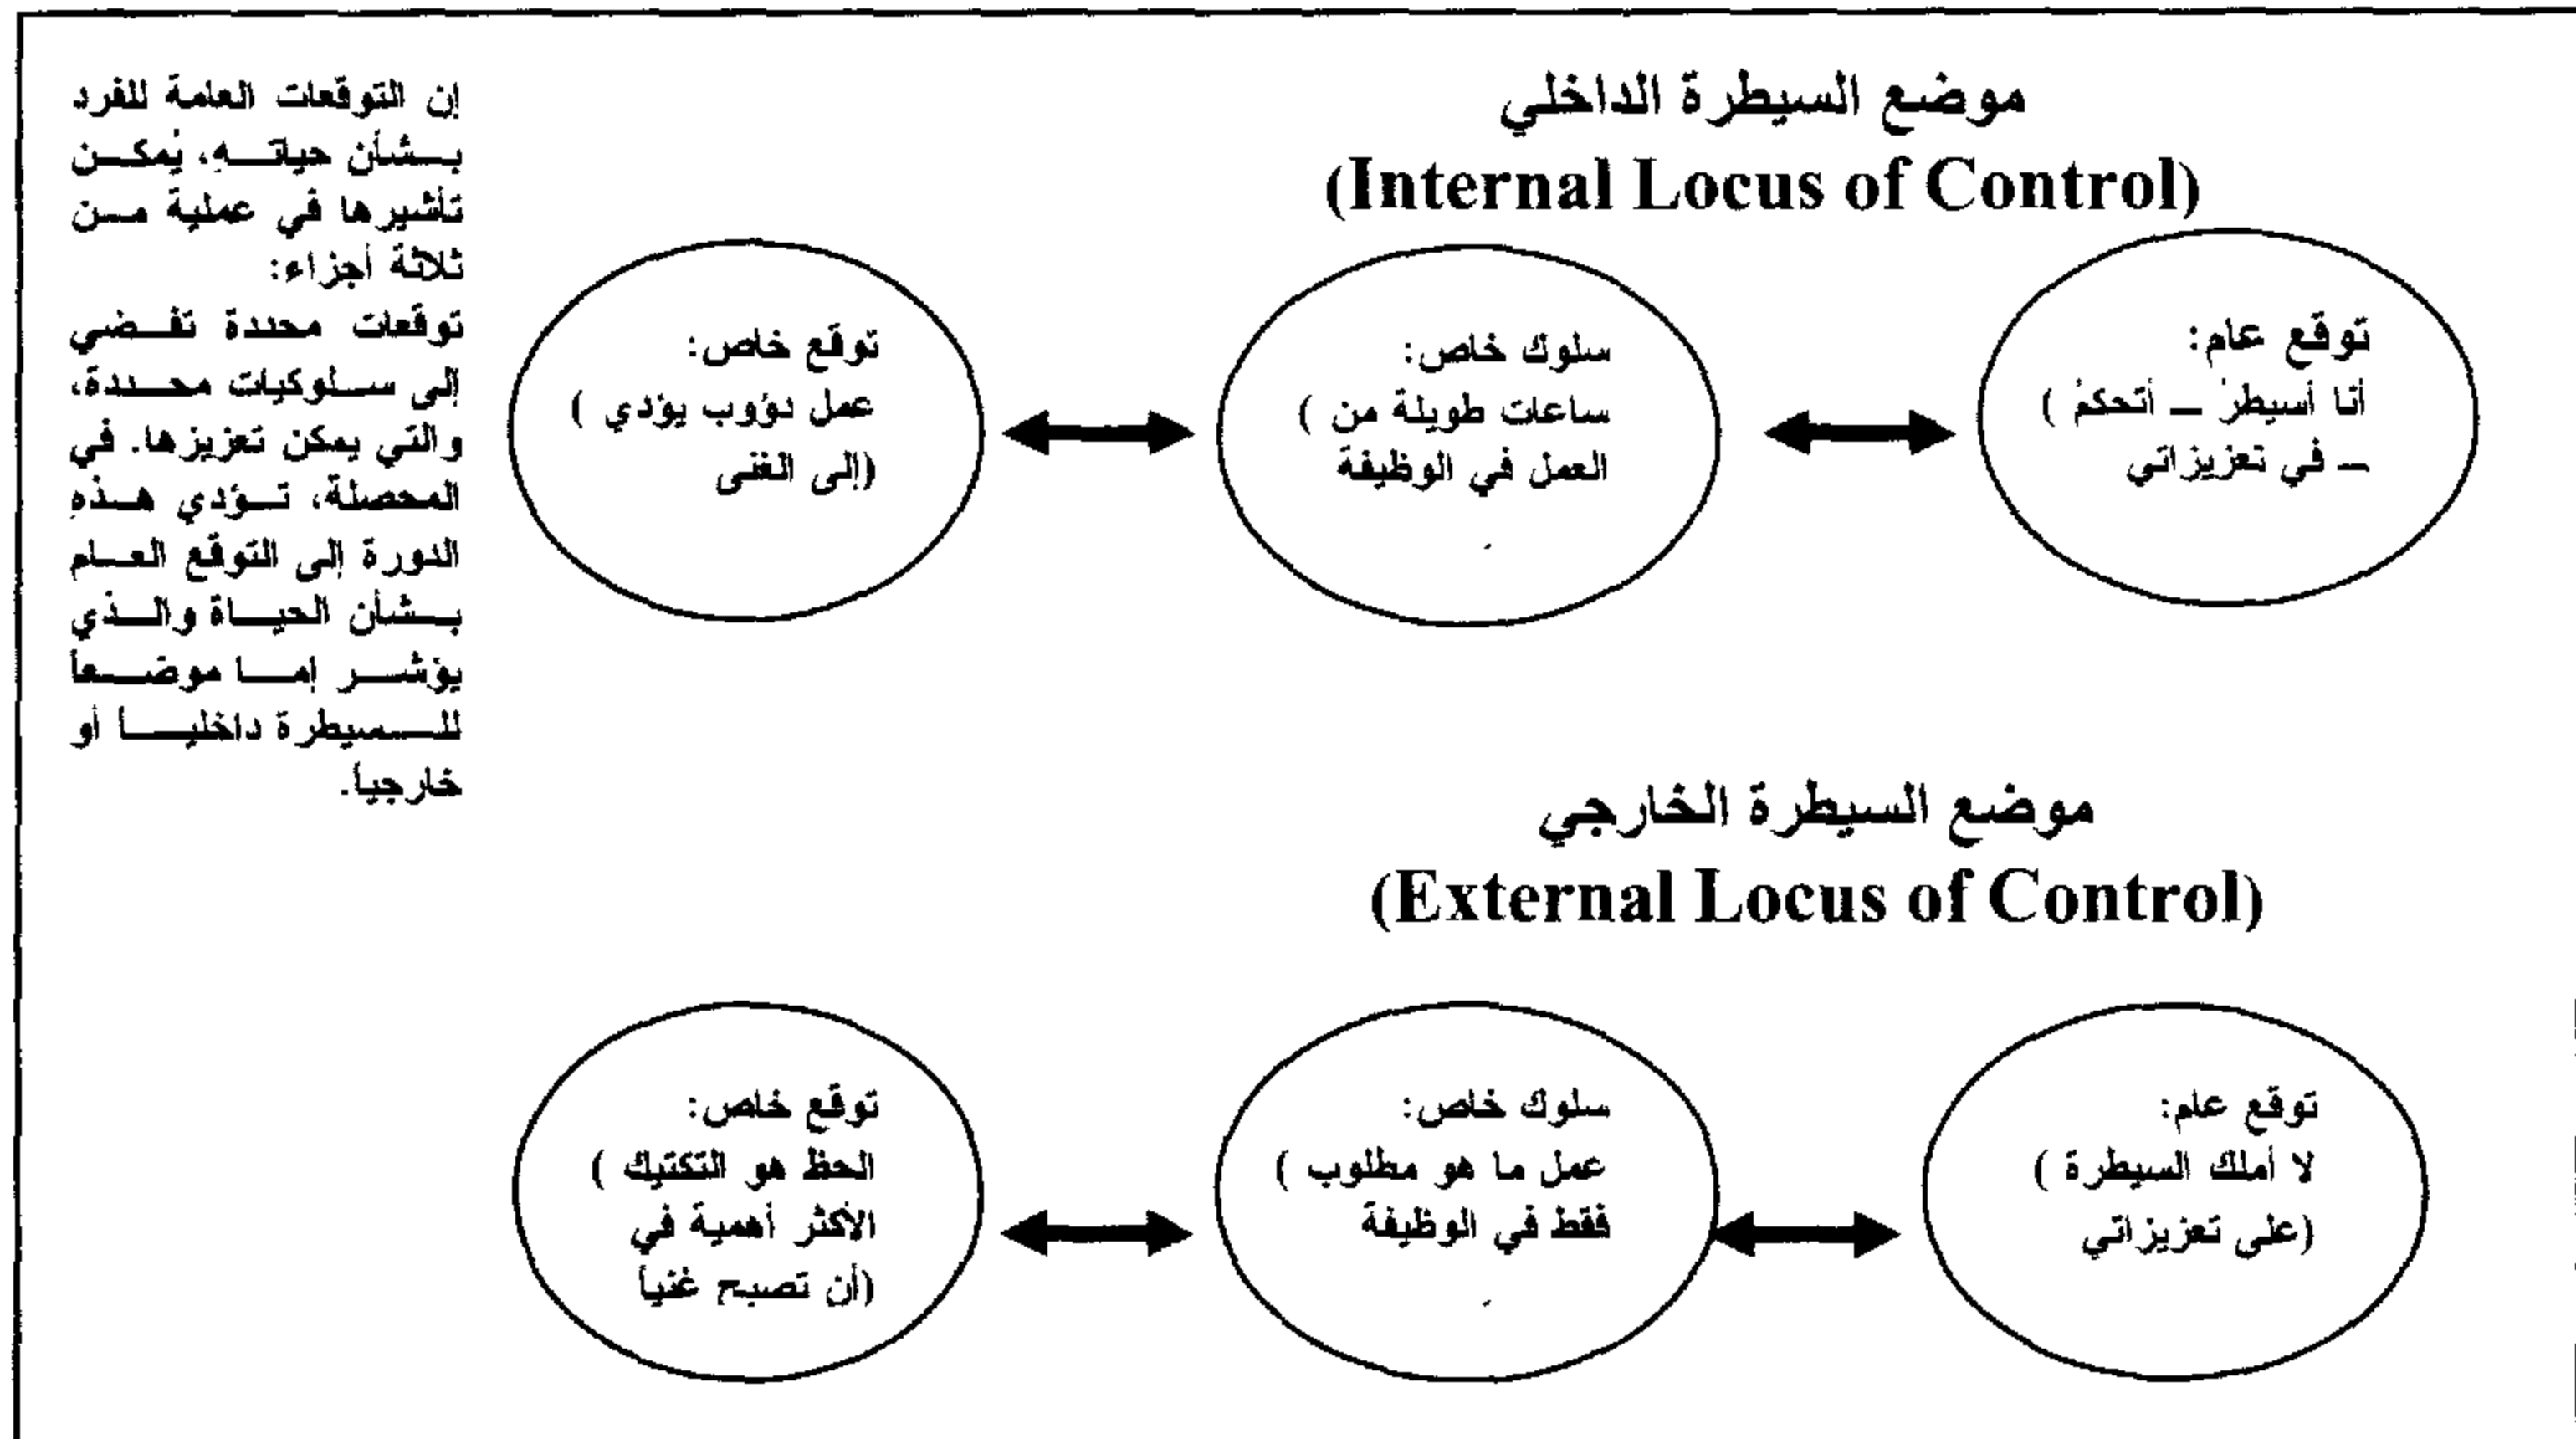 موضع السيطرة الداخلي
(Internal Locus of Control)
توقع عام:
أنا أسيطرُ ــ أتحكمُ )
ــ في تعزيزاتي
سلوك خاص:
ساعات طويلة من )
العمل في الوظيفة
توقع خاص:
عمل دؤوب يؤدي )
(إلى الغنى
إن التوقعات العامة للفرد
بشأن حياتهِ، يُمكن
تأشيرها في عملية من
ثلاثة أجزاء:
توقعات محددة تفضي
إلى سلوكيات محددة،
والتي يمكن تعزيزها. في
المحصلة، تؤدي هذهِ
الدورة إلى التوقع العام
بشأن الحياة والذي
يؤشر إما موضعاً
للسيطرة داخلياً أو
خارجياً.
موضع السيطرة الخارجي
(External Locus of Control)
توقع عام:
لا أملك السيطرة )
(على تعزيزاتي
سلوك خاص:
عمل ما هو مطلوب )
فقط في الوظيفة
توقع خاص:
الحظ هو التكتيك )
الأكثر أهمية في
(أن تصبح غنياً